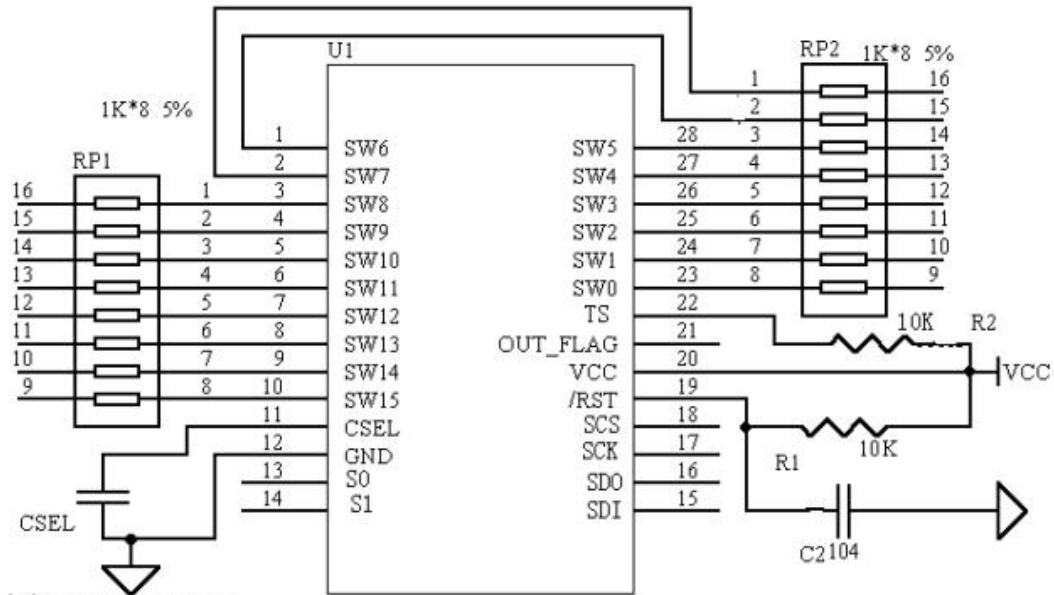 U1
RP2
1K*8 5%
1 16
2 15
3 14
4 13
5 12
6 11
7 10
8 9
1K*8 5%
RP1
16 1
15 2
14 3
13 4
12 5
11 6
10 7
9 8
1 SW6
2 SW7
3 SW8
4 SW9
5 SW10
6 SW11
7 SW12
8 SW13
9 SW14
10 SW15
11 CSEL
12 GND
13 S0
14 S1
SW5 28
SW4 27
SW3 26
SW2 25
SW1 24
SW0 23
TS 22
OUT_FLAG 21
VCC 20
/RST 19
SCS 18
SCK 17
SDO 16
SDI 15
10K R2
VCC
R1 10K
C2 104
CSEL